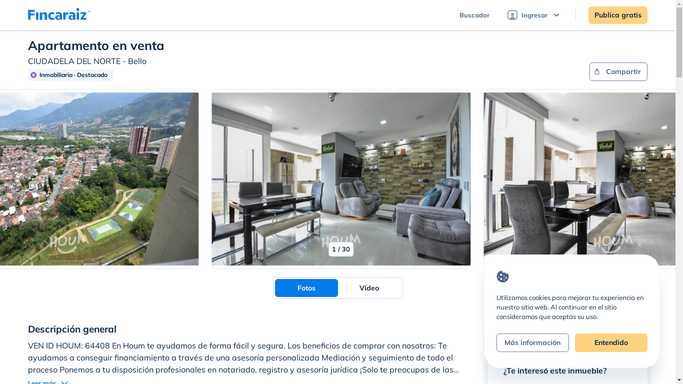 Fincaraiz
Buscador
Ingresar
Publica gratis
Apartamento en venta
CIUDADELA DEL NORTE - Bello
Inmobiliaria · Destacado
Compartir
HOUM
HOUM
HOUM
1 / 30
Fotos
Video
Descripción general
VEN ID HOUM: 64408 En Houm te ayudamos de forma fácil y segura. Los beneficios de comprar con nosotros: Te
ayudamos a conseguir financiamiento a través de una asesoría personalizada Mediación y seguimiento de todo el
proceso Ponemos a tu disposición profesionales en notariado, registro y asesoría jurídica ¡Solo te preocupas de las...
Leer más
Utilizamos cookies para mejorar tu experiencia en
nuestro sitio web. Al continuar en el sitio
consideramos que aceptas su uso.
Más información
Entendido
¿Te interesó este inmueble?